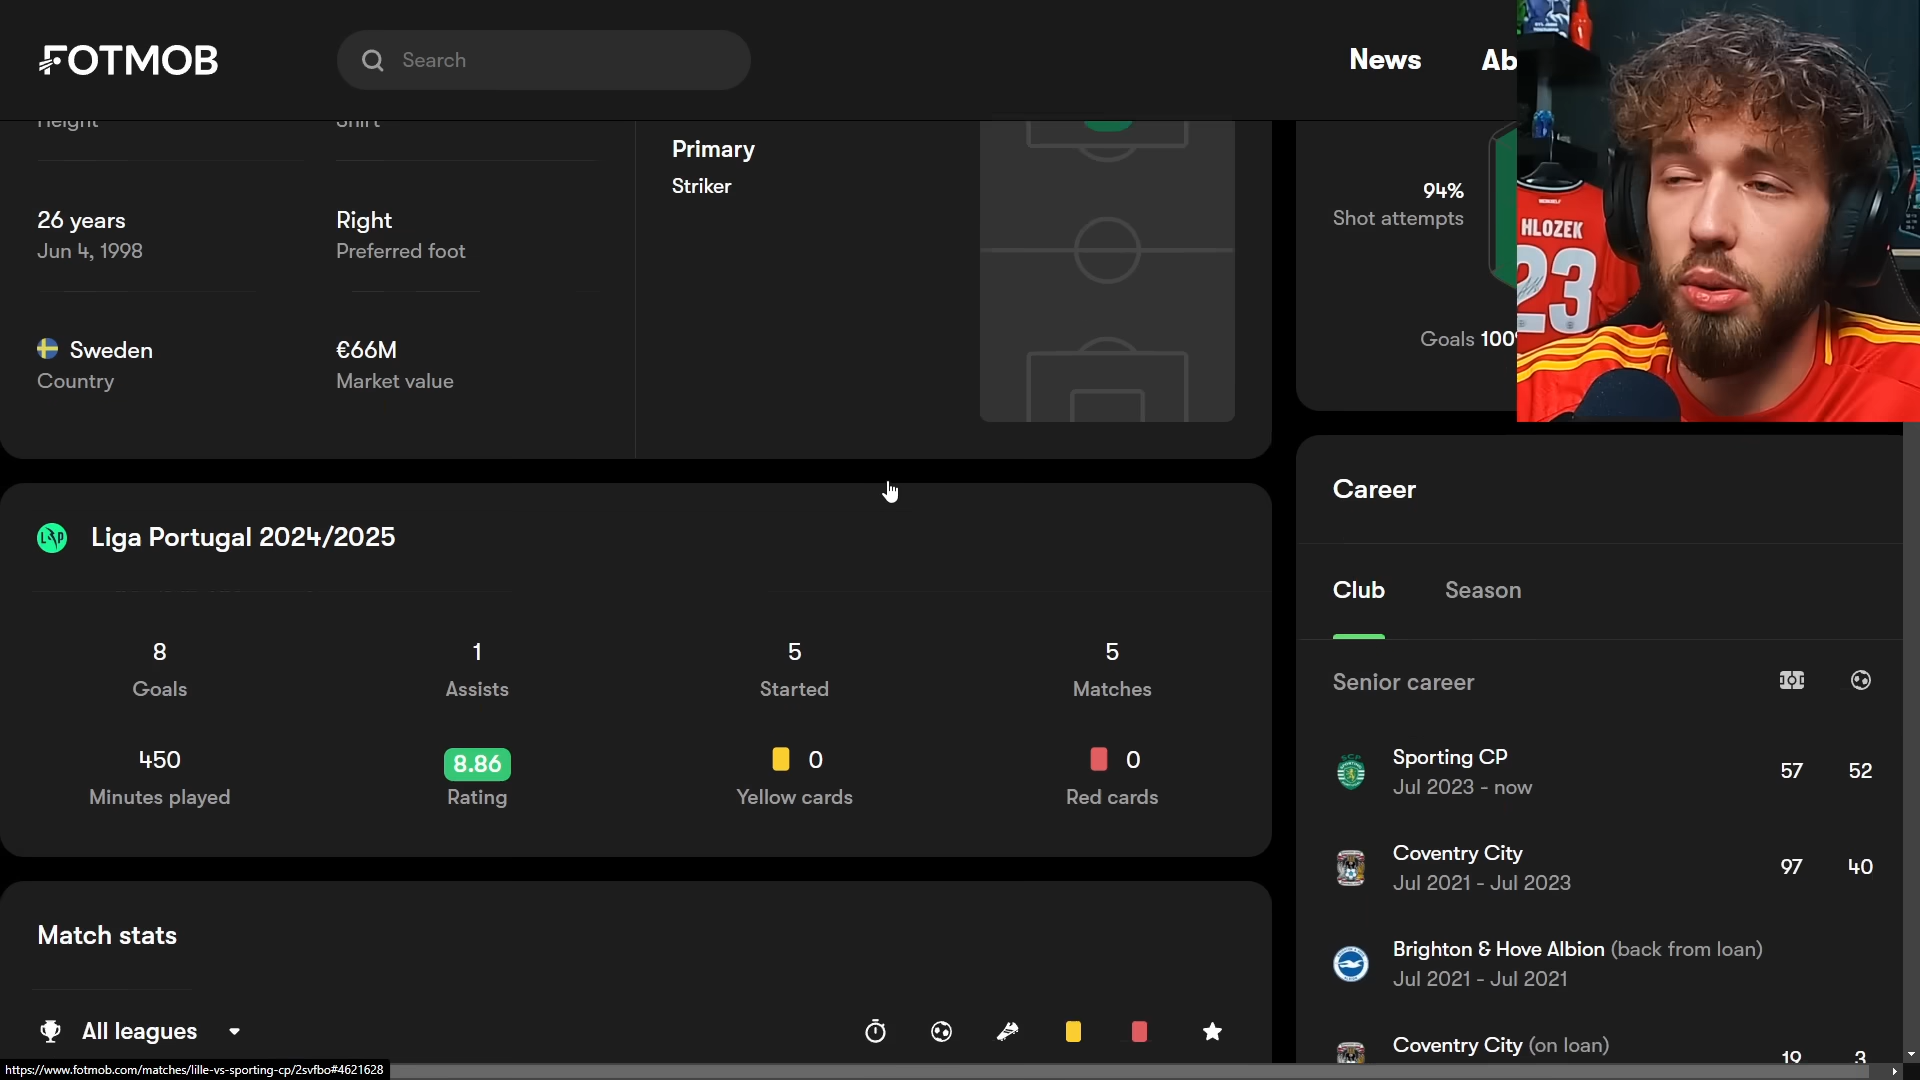 FOTMOB
Search
News
Ab
Height
Shirt
Primary
Striker
94%
Shot attempts
HLOZEK
23
26 years
Right
Jun 4, 1998
Preferred foot
Goals 100
Sweden
€66M
Country
Market value
Career
Liga Portugal 2024/2025
Club
Season
8
1
5
5
Goals
Assists
Started
Matches
Senior career
450
8.86
0
0
Minutes played
Rating
Yellow cards
Red cards
Sporting CP
57
52
Jul 2023 - now
Coventry City
97
40
Jul 2021 - Jul 2023
Match stats
Brighton & Hove Albion (back from loan)
Jul 2021 - Jul 2021
All leagues
Coventry City (on loan)
19
3
https://www.fotmob.com/matches/lille-vs-sporting-cp/2svfbo#4621628